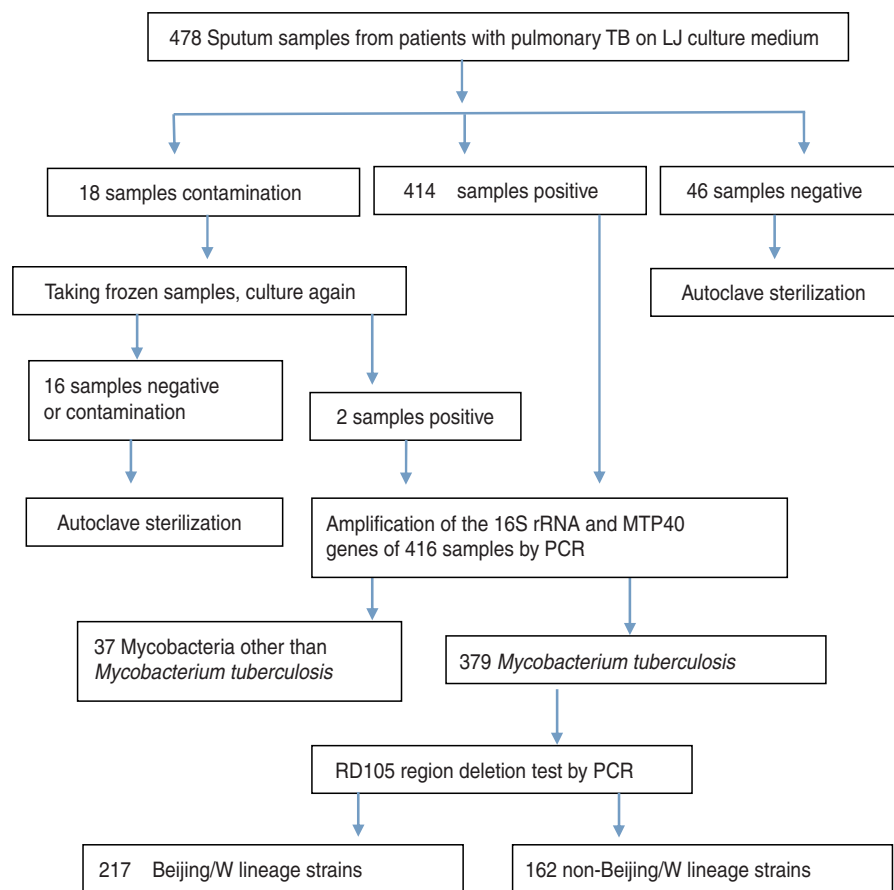 478 Sputum samples from patients with pulmonary TB on LJ culture medium
18 samples contamination
414 samples positive
46 samples negative
Taking frozen samples, culture again
Autoclave sterilization
16 samples negative
or contamination
2 samples positive
Autoclave sterilization
Amplification of the 16S rRNA and MTP40
genes of 416 samples by PCR
37 Mycobacteria other than
Mycobacterium tuberculosis
379 Mycobacterium tuberculosis
RD105 region deletion test by PCR
217 Beijing/W lineage strains
162 non-Beijing/W lineage strains